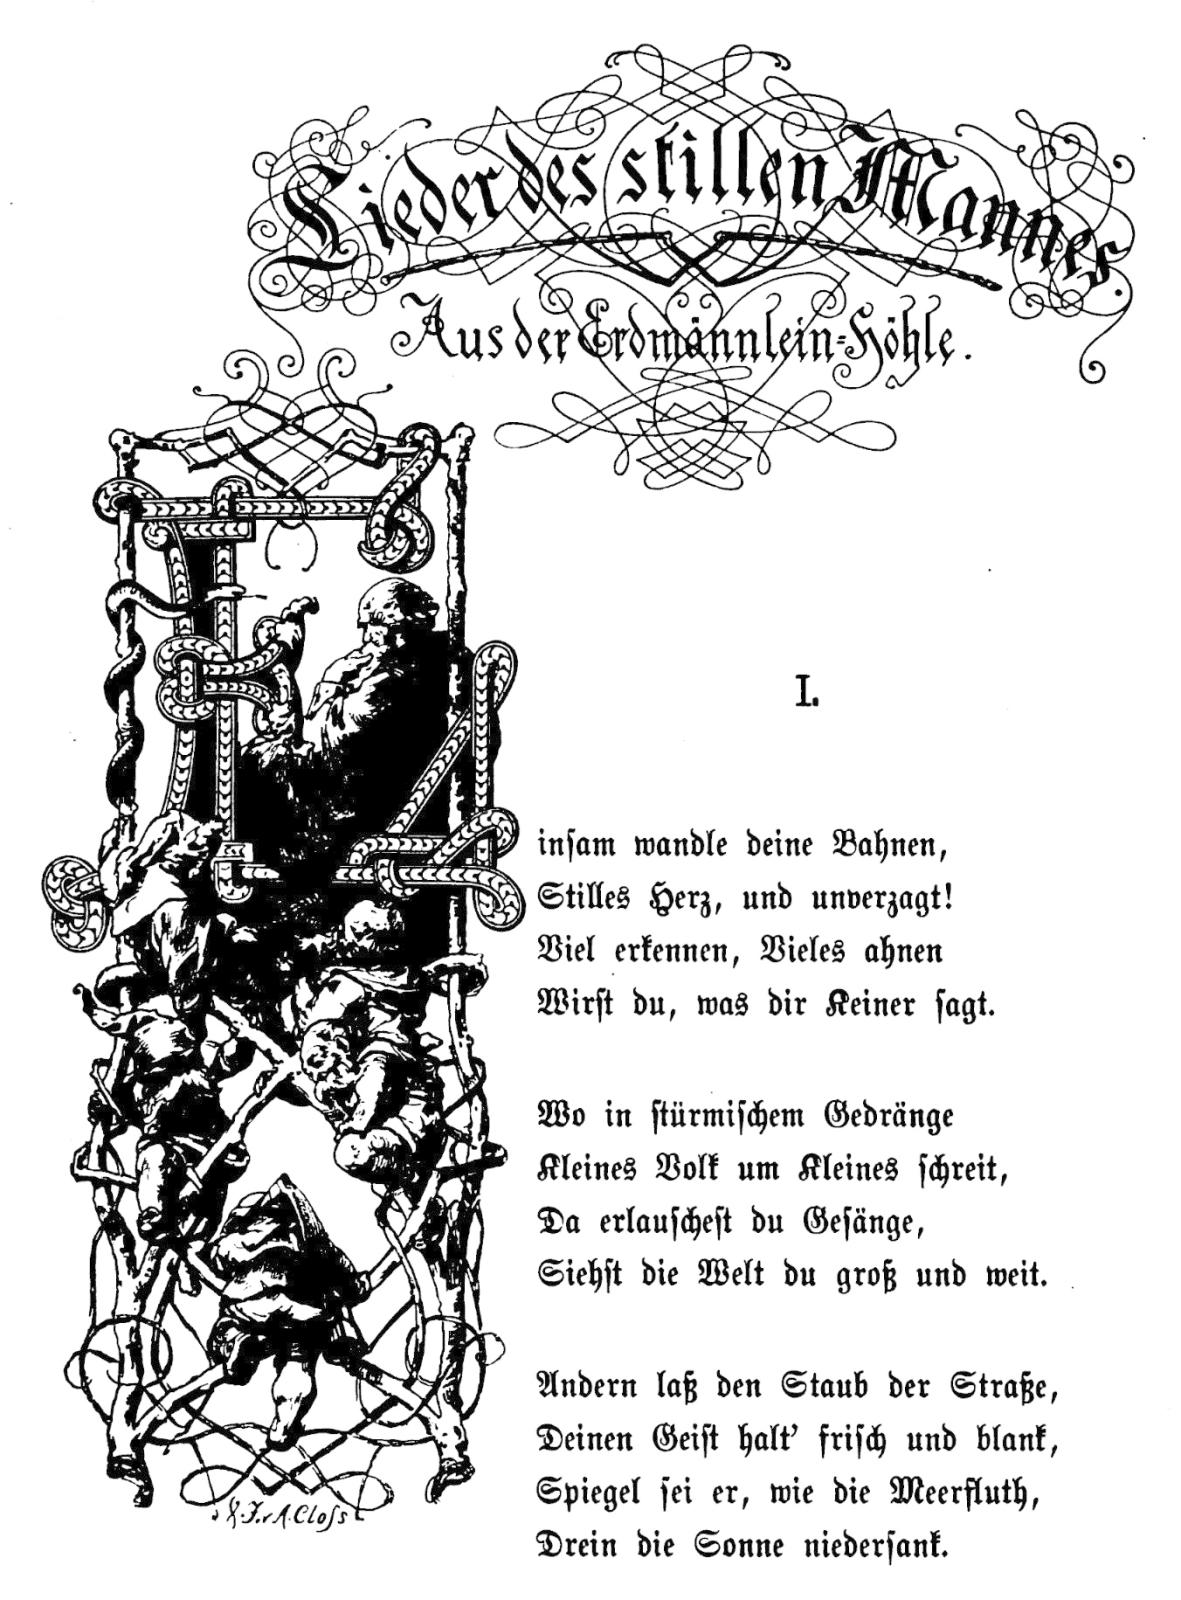 Lieder des stillen Mannes.
Aus der Erdmännlein-Höhle.
I.
Einsam wandle deine Bahnen,
Stilles Herz, und unverzagt!
Viel erkennen, Vieles ahnen
Wirst du, was dir Keiner sagt.
Wo in stürmischem Gedränge
Kleines Volk um Kleines schreit,
Da erlauschest du Gesänge,
Siehst die Welt du groß und weit.
Andern laß den Staub der Straße,
Deinen Geist halt' frisch und blank,
Spiegel sei er, wie die Meerfluth,
Drein die Sonne niedersank.
A. Closs